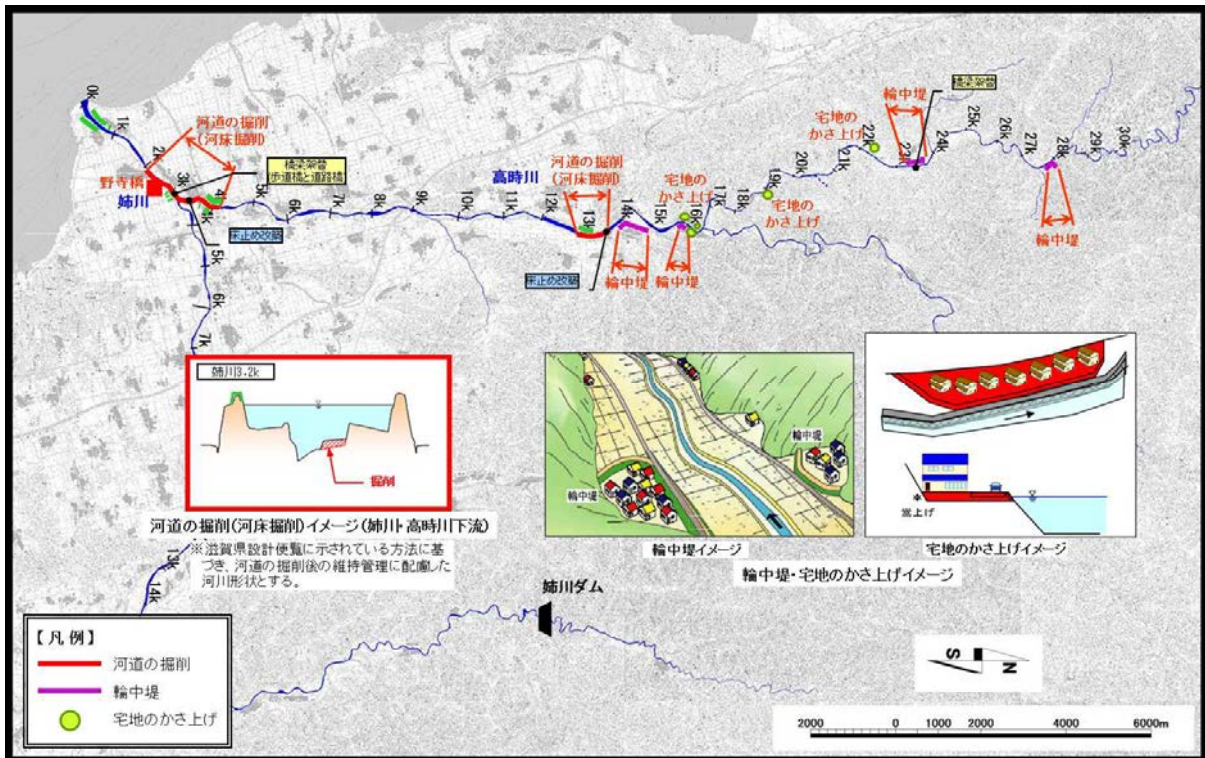 0k
1k
2k
3k
4k
4k
5k
5k
6k
6k
7k
7k
8k
9k
10k
11k
12k
13k
14k
15k
16k
17k
18k
19k
20k
21k
22k
23k
24k
25k
26k
27k
28k
29k
30k
13k
14k
河道の掘削
(河床掘削)
野寺橋
姉川
橋梁架替
(歩道橋と道路橋)
床止め改築
高時川
河道の掘削
(河床掘削)
床止め改築
輪中堤
輪中堤
宅地の
かさ上げ
宅地の
かさ上げ
宅地の
かさ上げ
輪中堤
橋梁架替
輪中堤
姉川3.2k
掘削
河道の掘削(河床掘削)イメージ(姉川・高時川下流)
※滋賀県設計便覧に示されている方法に基
づき、河道の掘削後の維持管理に配慮した
河川形状とする。
輪中堤
輪中堤
輪中堤イメージ
※
嵩上げ
宅地のかさ上げイメージ
輪中堤・宅地のかさ上げイメージ
姉川ダム
【凡例】
河道の掘削
輪中堤
宅地のかさ上げ
S
N
2000 0 1000 2000 4000 6000m